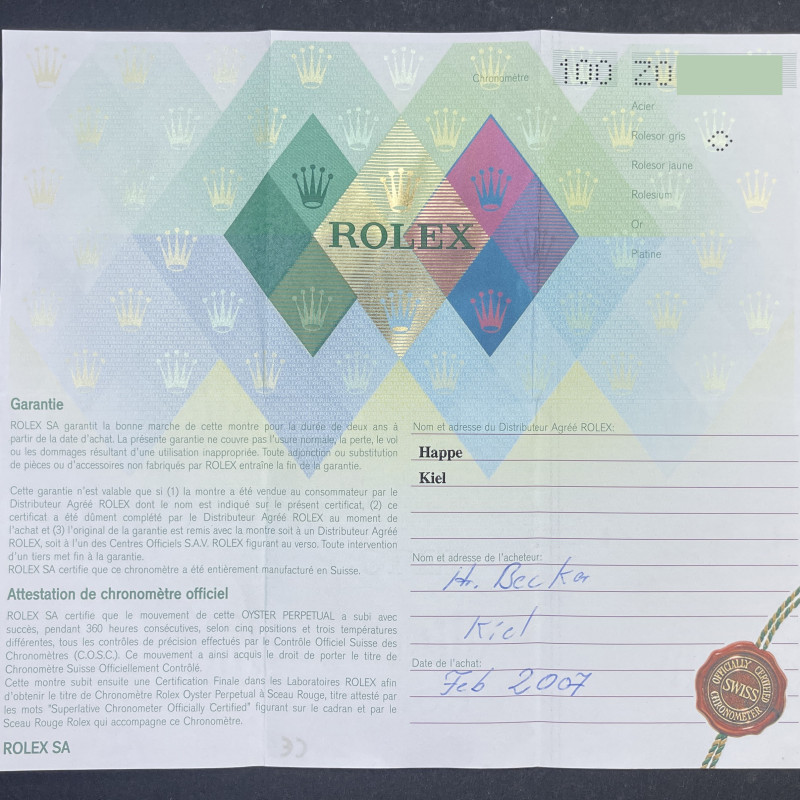 Chronomètre 100 Z0
Acier
Rolesor gris
Rolesor jaune
Rolesium
Or
Platine
ROLEX
Garantie
ROLEX SA garantit la bonne marche de cette montre pour la durée de deux ans à
partir de la date d'achat. La présente garantie ne couvre pas l'usure normale, la perte, le vol
ou les dommages résultant d'une utilisation inappropriée. Toute adjonction ou substitution
de pièces ou d'accessoires non fabriqués par ROLEX entraîne la fin de la garantie.
Cette garantie n'est valable que si (1) la montre a été vendue au consommateur par le
Distributeur Agréé ROLEX dont le nom est indiqué sur le présent certificat, (2) ce
certificat a été dûment complété par le Distributeur Agréé ROLEX au moment de
l'achat et (3) l'original de la garantie est remis avec la montre soit à un Distributeur Agréé
ROLEX, soit à l'un des Centres Officiels S.A.V. ROLEX figurant au verso. Toute intervention
d'un tiers met fin à la garantie.
ROLEX SA certifie que ce chronomètre a été entièrement manufacturé en Suisse.
Attestation de chronomètre officiel
ROLEX SA certifie que le mouvement de cette OYSTER PERPETUAL a subi avec
succès, pendant 360 heures consécutives, selon cinq positions et trois températures
différentes, tous les contrôles de précision effectués par le Contrôle Officiel Suisse des
Chronomètres (C.O.S.C.). Ce mouvement a ainsi acquis le droit de porter le titre de
Chronomètre Suisse Officiellement Contrôlé.
Cette montre subit ensuite une Certification Finale dans les Laboratoires ROLEX afin
d'obtenir le titre de Chronomètre Rolex Oyster Perpetual à Sceau Rouge, titre attesté par
les mots "Superlative Chronometer Officially Certified" figurant sur le cadran et par le
Sceau Rouge Rolex qui accompagne ce Chronomètre.
ROLEX SA
Nom et adresse du Distributeur Agréé ROLEX:
Happe
Kiel
Nom et adresse de l'acheteur:
Hr. Becker
Kiel
Date de l'achat:
Feb 2007
OFFICIALLY CERTIFIED
SWISS
CHRONOMETER
CE